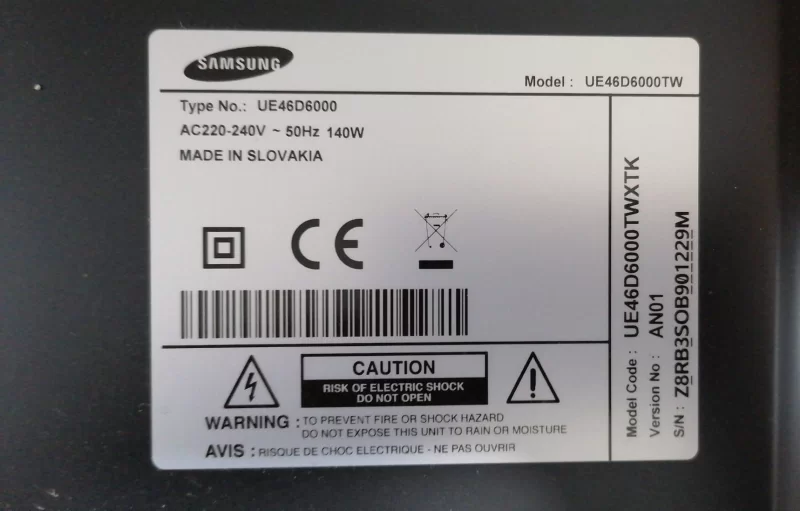 SAMSUNG
Model : UE46D6000TW
Type No.: UE46D6000
AC220-240V ~ 50Hz 140W
MADE IN SLOVAKIA
CE
CAUTION
RISK OF ELECTRIC SHOCK
DO NOT OPEN
WARNING : TO PREVENT FIRE OR SHOCK HAZARD
DO NOT EXPOSE THIS UNIT TO RAIN OR MOISTURE
AVIS : RISQUE DE CHOC ELECTRIQUE - NE PAS OUVRIR
Model Code : UE46D6000TWXTK
Version No : AN01
S/N : Z8RB3SOB901229M